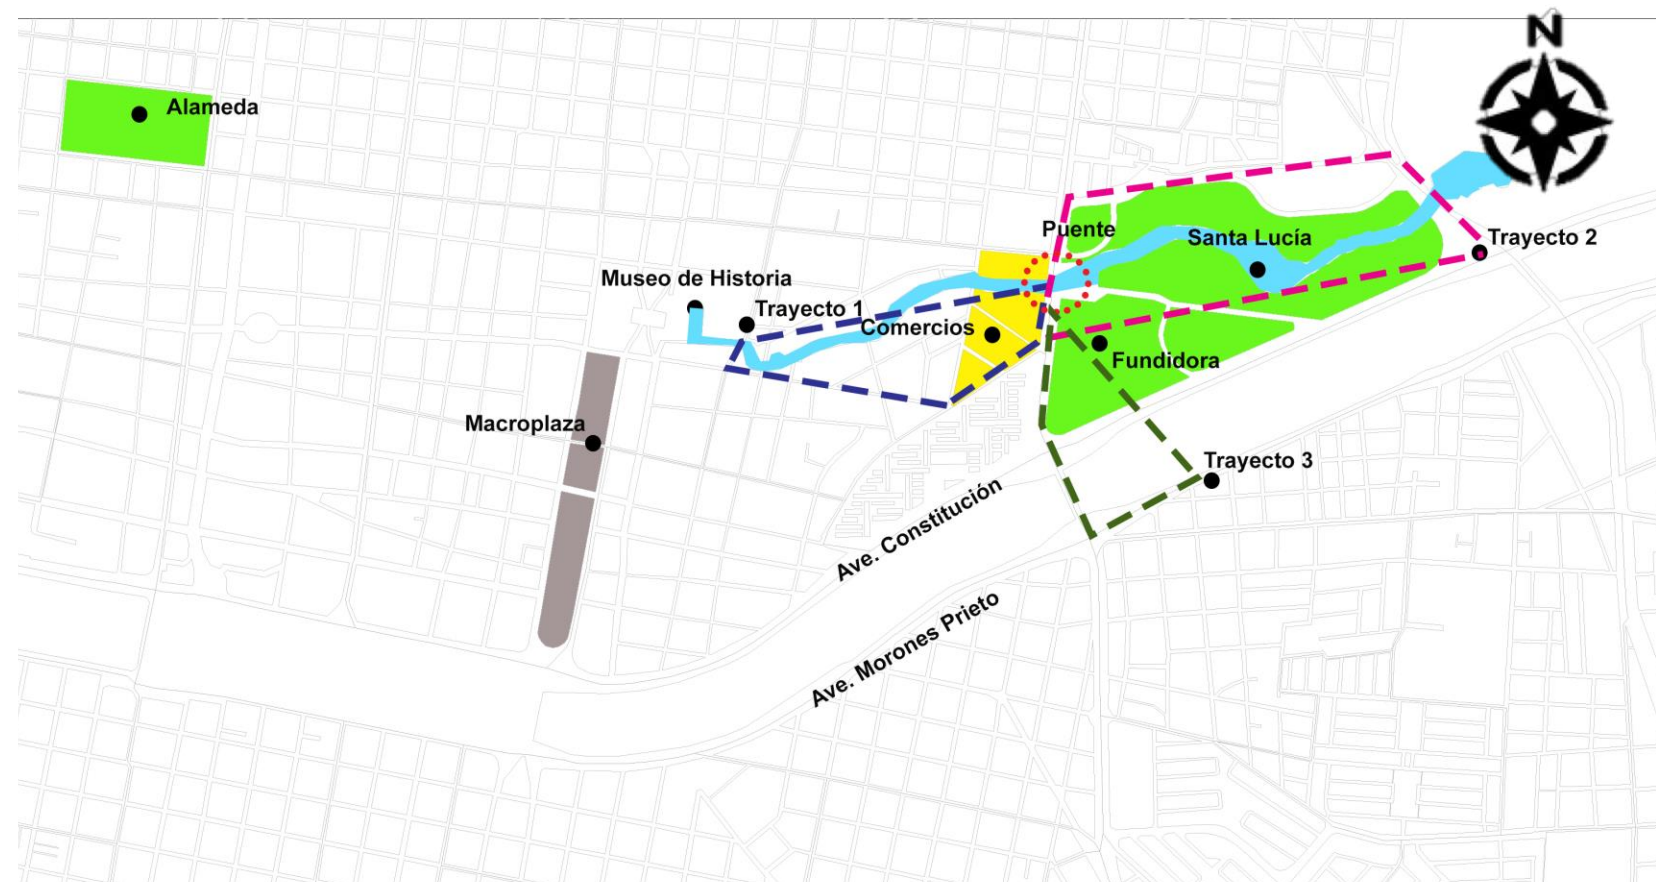 N
Alameda
Puente
Santa Lucía
Trayecto 2
Museo de Historia
Trayecto 1
Comercios
Fundidora
Macroplaza
Trayecto 3
Ave. Constitución
Ave. Morones Prieto